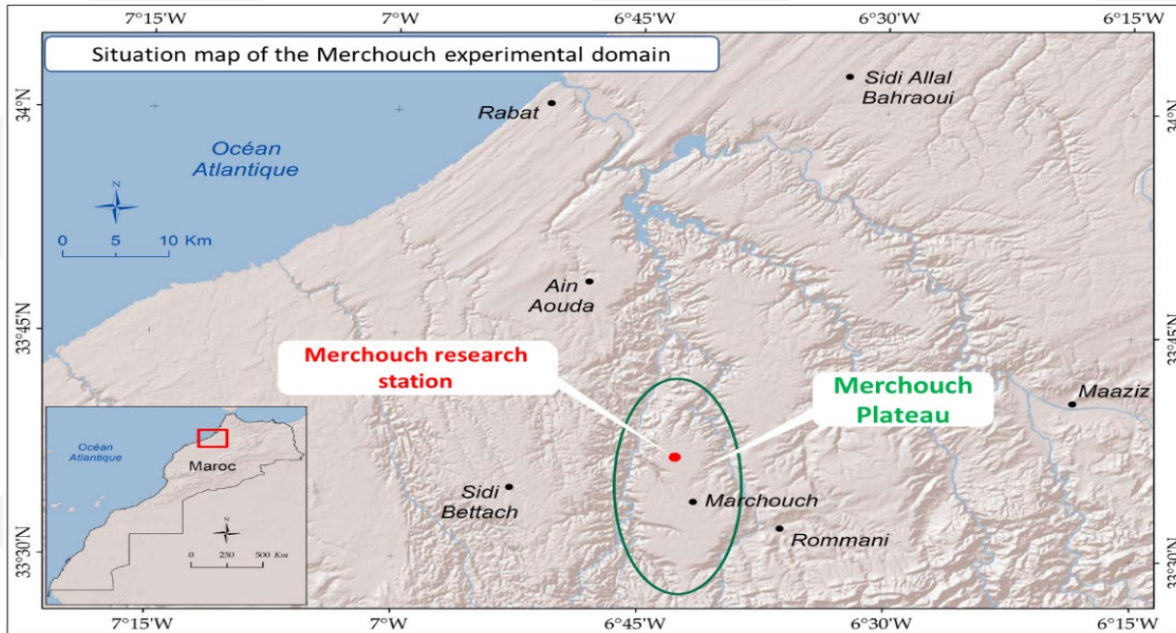 7°15'W 7°0'W 6°45'W 6°30'W 6°15'W
Situation map of the Merchouch experimental domain
Sidi Allal
Bahraoui
Rabat
34°N
34°N
Océan
Atlantique
N
0 5 10 Km
Ain
Aouda
33°45'N
33°45'N
Merchouch research
station
Merchouch
Plateau
Maaziz
Océan
Atlantique
Maroc
N
0 250 500 Km
Sidi
Bettach
Marchouch
Rommani
33°30'N
33°30'N
7°15'W 7°0'W 6°45'W 6°30'W 6°15'W